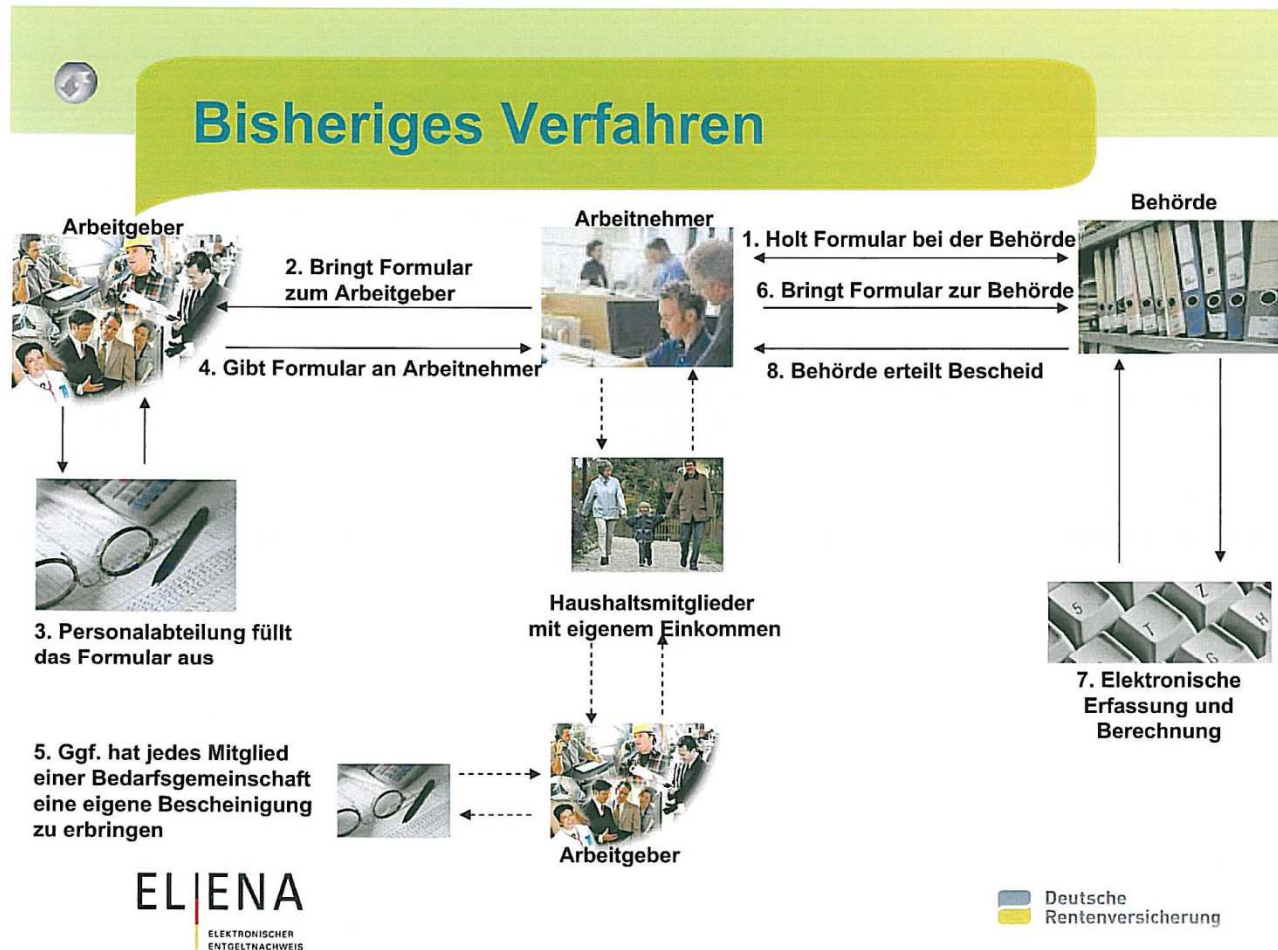 Bisheriges Verfahren
Arbeitgeber
Arbeitnehmer
Behörde
1. Holt Formular bei der Behörde
2. Bringt Formular
zum Arbeitgeber
6. Bringt Formular zur Behörde
4. Gibt Formular an Arbeitnehmer
8. Behörde erteilt Bescheid
3. Personalabteilung füllt
das Formular aus
Haushaltsmitglieder
mit eigenem Einkommen
5
T
Z
H
G
7. Elektronische
Erfassung und
Berechnung
5. Ggf. hat jedes Mitglied
einer Bedarfsgemeinschaft
eine eigene Bescheinigung
zu erbringen
Arbeitgeber
ELENA
ELEKTRONISCHER
ENTGELTNACHWEIS
Deutsche
Rentenversicherung